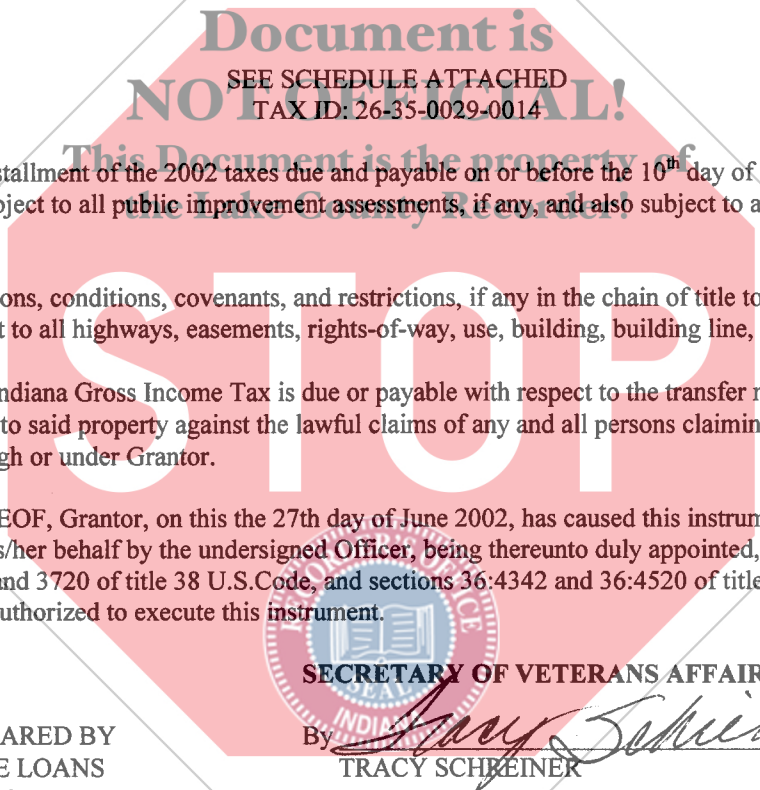 Document is
SEE SCHEDULE ATTACHED
NOT OFFICIAL!
TAX ID: 26-35-0029-0014
This Document is the property of
stallment of the 2002 taxes due and payable on or before the 10th day of
the Lake County Recorder!
bject to all public improvement assessments, if any, and also subject to a
STOP
ons, conditions, covenants, and restrictions, if any in the chain of title to
t to all highways, easements, rights-of-way, use, building, building line,
ndiana Gross Income Tax is due or payable with respect to the transfer
to said property against the lawful claims of any and all persons claimin
gh or under Grantor.
EOF, Grantor, on this the 27th day of June 2002, has caused this instrum
s/her behalf by the undersigned Officer, being thereunto duly appointed,
and 3720 of title 38 U.S.Code, and sections 36:4342 and 36:4520 of title
uthorized to execute this instrument.
RECORDER'S OFFICE
SEAL
INDIANA
SECRETARY OF VETERANS AFFAIR
ARED BY
By Tracy Schrein
E LOANS
TRACY SCHREINER